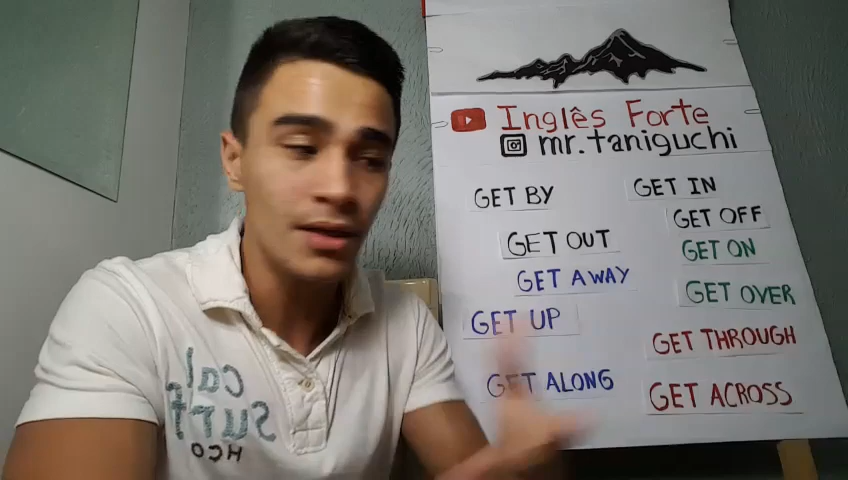 Inglês Forte
mr.taniguchi
GET BY
GET IN
GET OFF
GET OUT
GET ON
GET AWAY
GET OVER
GET UP
GET THROUGH
GET ALONG
GET ACROSS
Cal
Surf
HCO